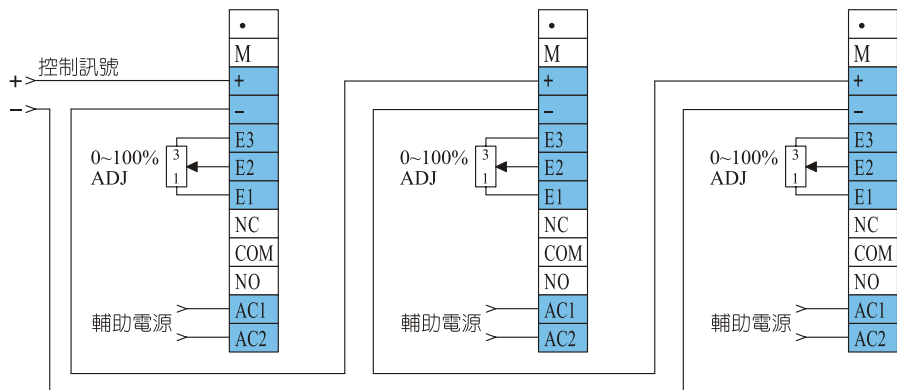 •
M
+
−
E3
E2
E1
NC
COM
NO
AC1
AC2
+ 控制訊號
−
0~100%
ADJ
3
1
輔助電源
•
M
+
−
E3
E2
E1
NC
COM
NO
AC1
AC2
0~100%
ADJ
3
1
輔助電源
•
M
+
−
E3
E2
E1
NC
COM
NO
AC1
AC2
0~100%
ADJ
3
1
輔助電源